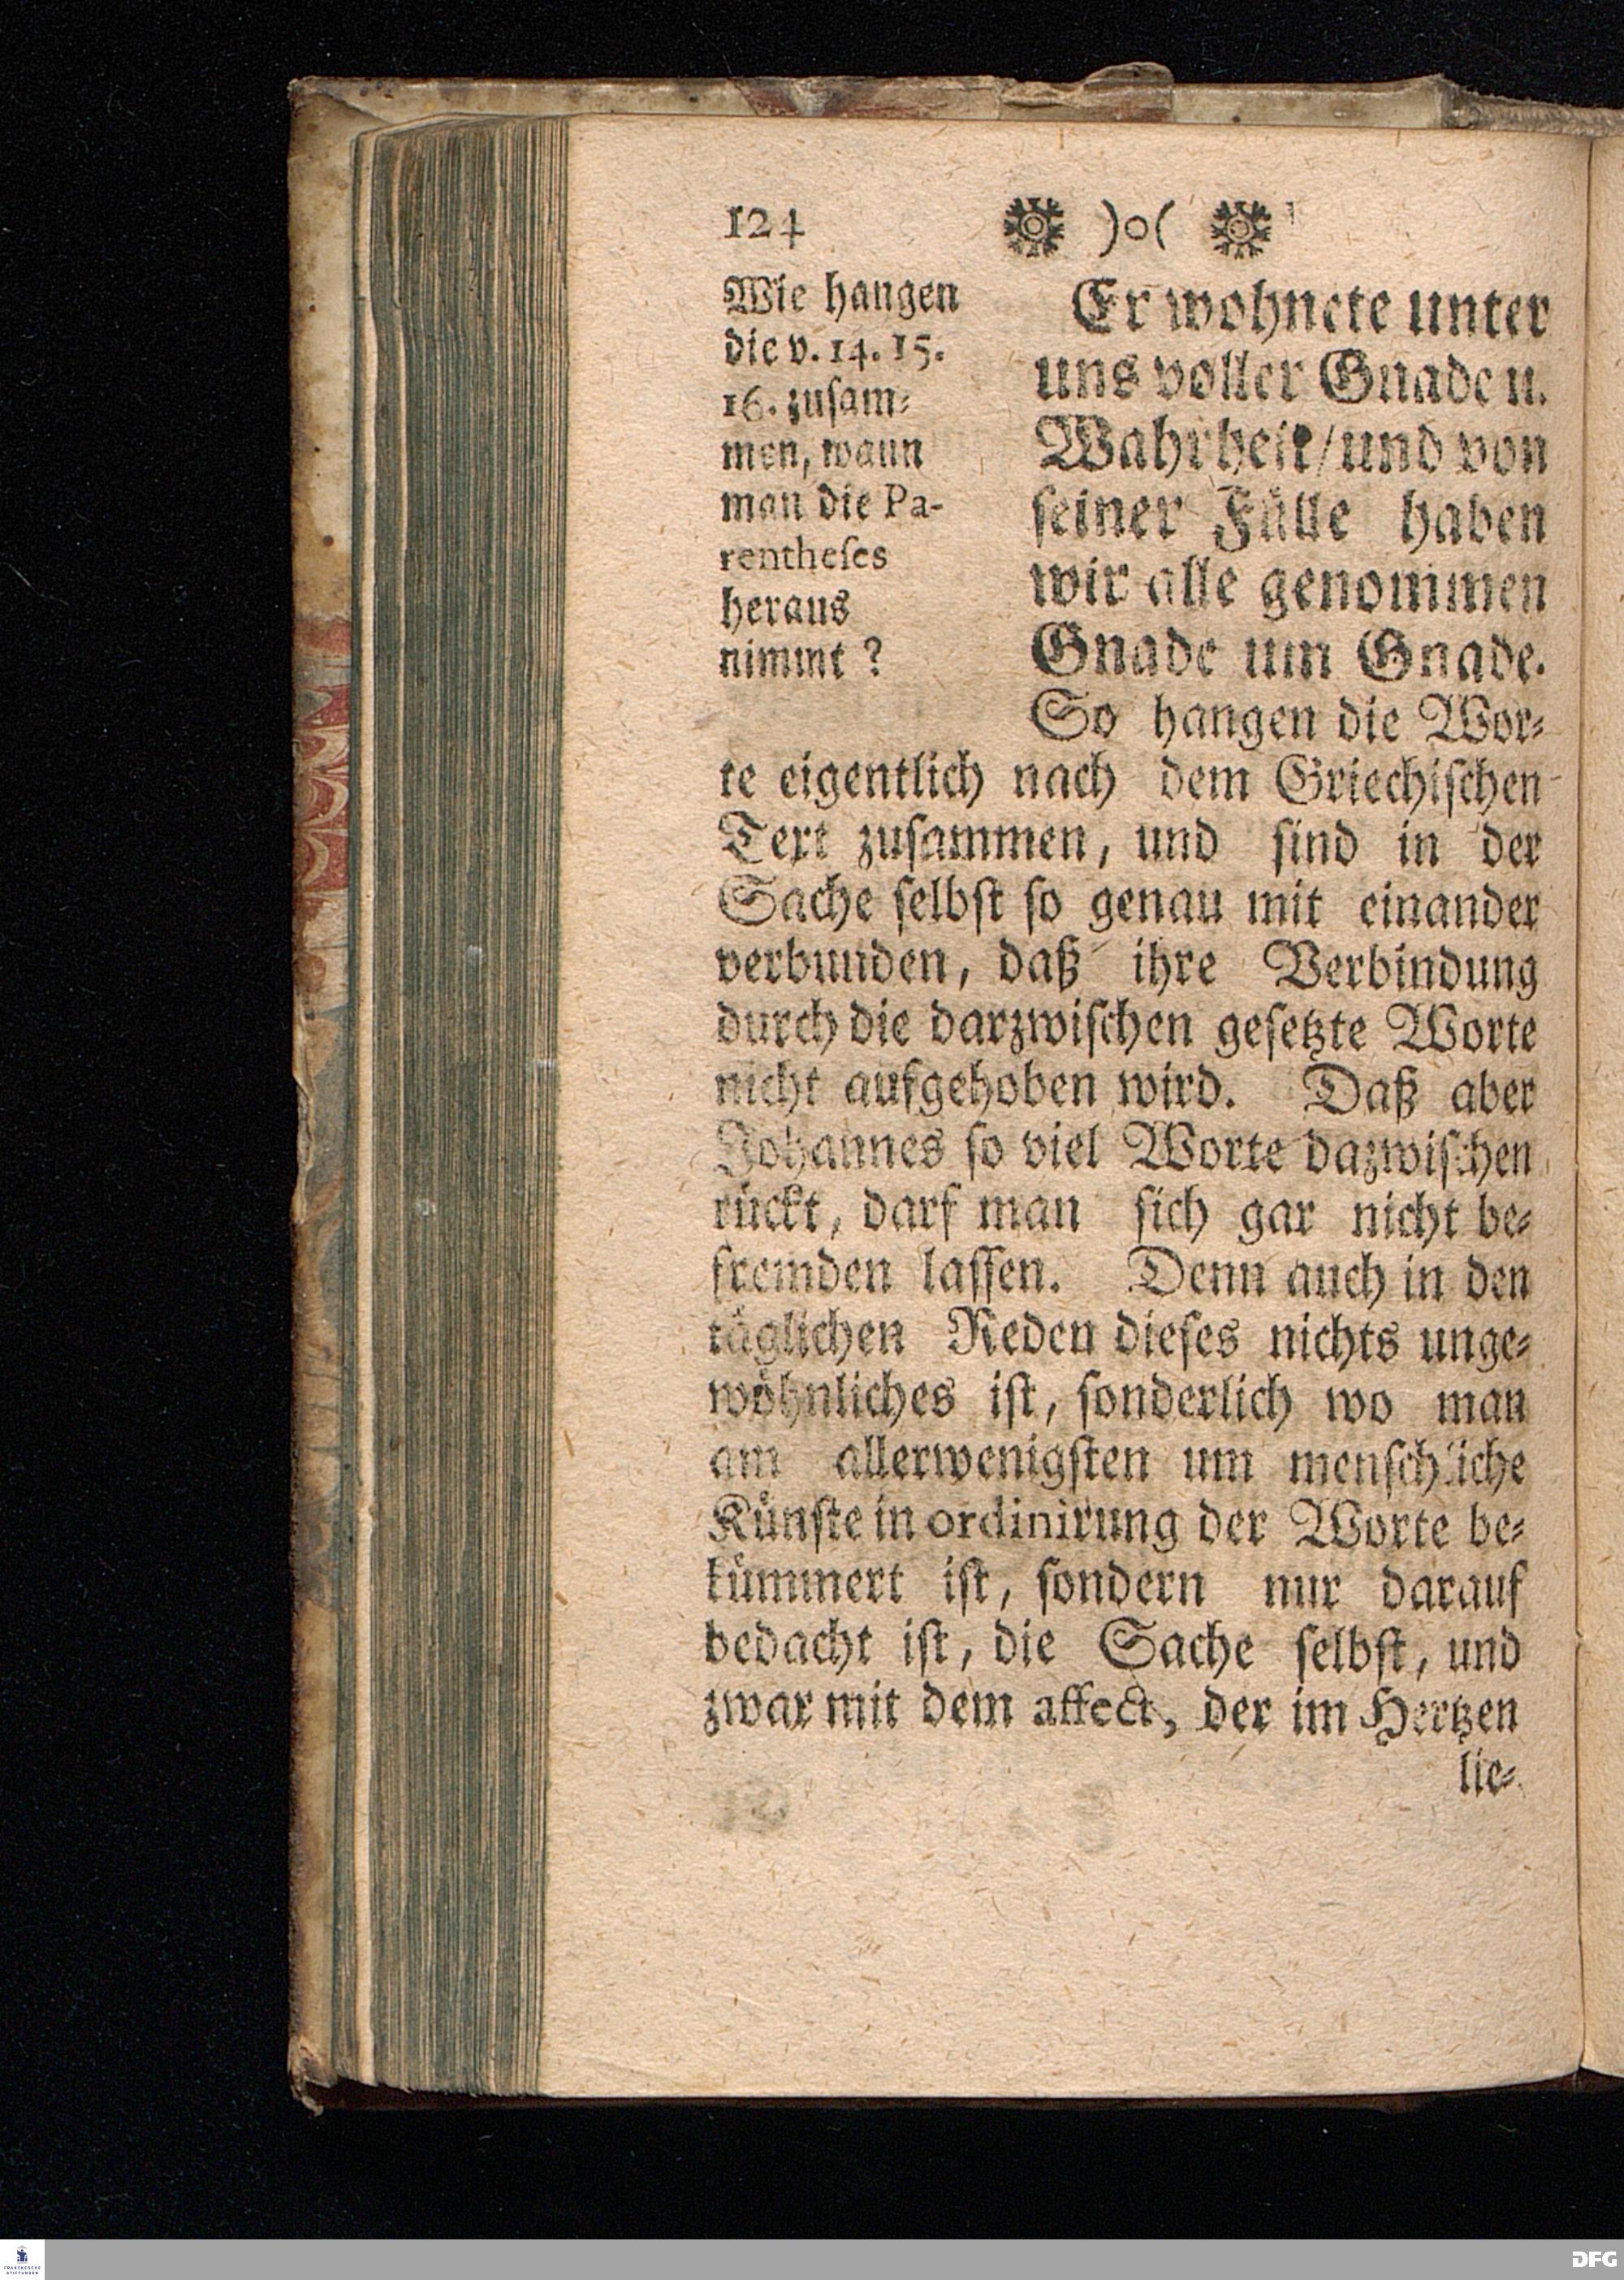 124 )o(
Wie hangen
die v. 14. 15.
16. zusam⸗
men, wann
man die Pa-
rentheses
heraus
nimmt ?
Er wohnete unter
uns voller Gnade u.
Wahrheit/und von
seiner Fülle haben
wir alle genommen
Gnade um Gnade.
So hangen die Wor⸗
te eigentlich nach dem Griechischen
Text zusammen, und sind in der
Sache selbst so genau mit einander
verbunden, daß ihre Verbindung
durch die darzwischen gesetzte Worte
nicht aufgehoben wird. Daß aber
Johannes so viel Worte dazwischen
rückt, darf man sich gar nicht be⸗
fremden lassen. Denn auch in den
täglichen Reden dieses nichts unge⸗
wöhnliches ist, sonderlich wo man
am allerwenigsten um menschliche
Künste in ordinirung der Worte be⸗
kümmert ist, sondern nur darauf
bedacht ist, die Sache selbst, und
zwar mit dem affect, der im Hertzen
lie⸗
FRANCKESCHE
STIFTUNGEN
DFG